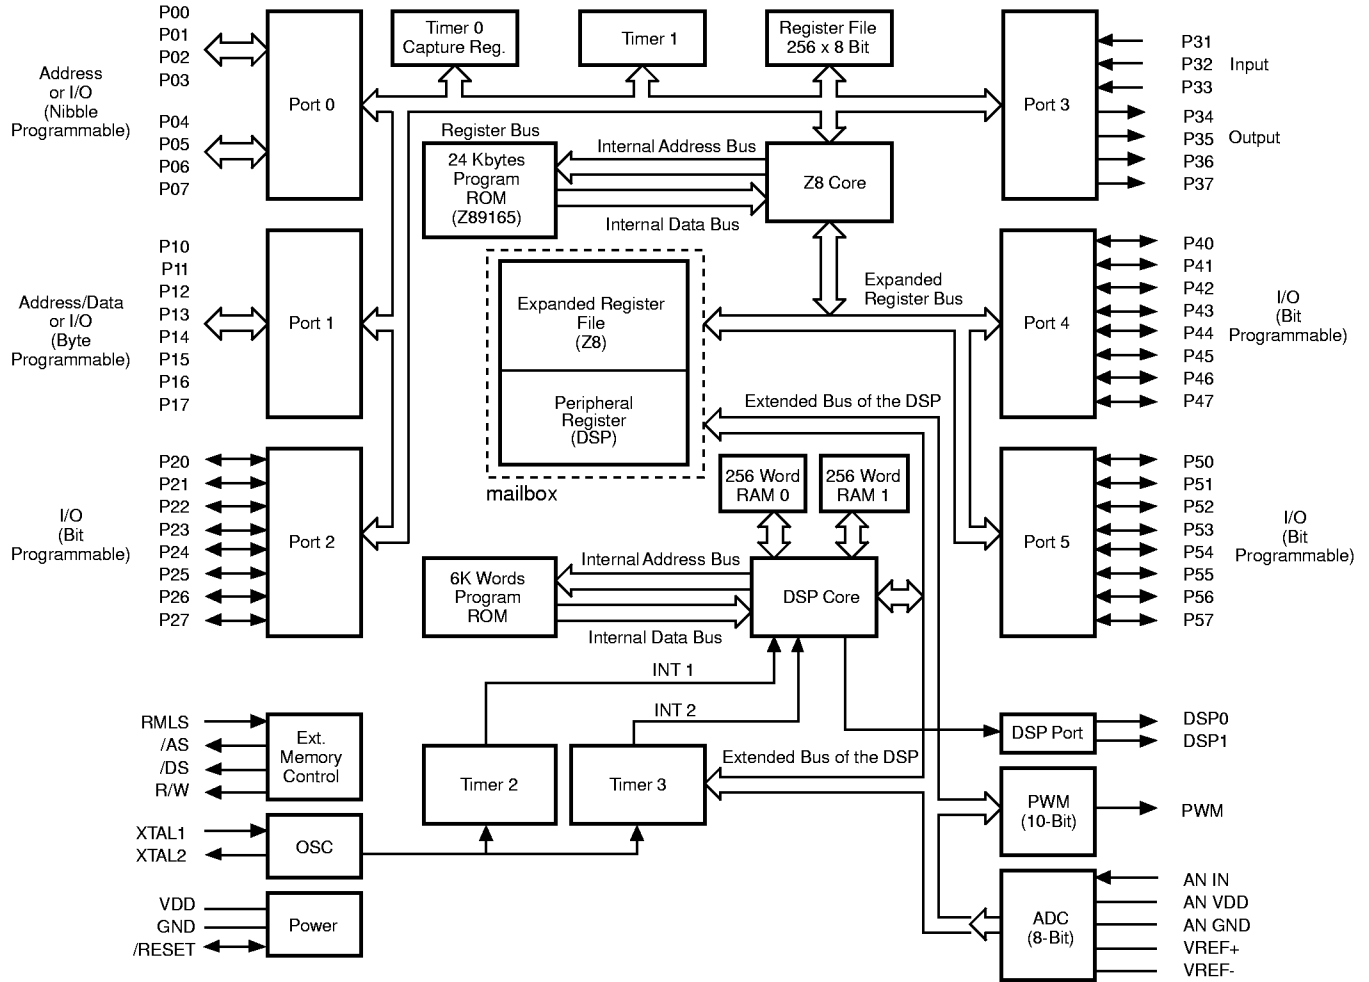 P00
P01
P02
P03
Address
or I/O
(Nibble
Programmable)
P04
P05
P06
P07
Port 0
Timer 0
Capture Reg.
Timer 1
Register File
256 x 8 Bit
Port 3
P31
P32
P33
Input
P34
P35
P36
P37
Output
Register Bus
24 Kbytes
Program
ROM
(Z89165)
Internal Address Bus
Internal Data Bus
Z8 Core
P10
P11
P12
P13
P14
P15
P16
P17
Address/Data
or I/O
(Byte
Programmable)
Port 1
Expanded Register
File
(Z8)
Peripheral
Register
(DSP)
mailbox
Expanded
Register Bus
Port 4
P40
P41
P42
P43
P44
P45
P46
P47
I/O
(Bit
Programmable)
Extended Bus of the DSP
P20
P21
P22
P23
P24
P25
P26
P27
I/O
(Bit
Programmable)
Port 2
256 Word
RAM 0
256 Word
RAM 1
6K Words
Program
ROM
Internal Address Bus
Internal Data Bus
DSP Core
Port 5
P50
P51
P52
P53
P54
P55
P56
P57
I/O
(Bit
Programmable)
INT 1
INT 2
RMLS
/AS
/DS
R/W
Ext.
Memory
Control
Timer 2
Timer 3
Extended Bus of the DSP
DSP Port
DSP0
DSP1
XTAL1
XTAL2
OSC
PWM
(10-Bit)
PWM
VDD
GND
/RESET
Power
ADC
(8-Bit)
AN IN
AN VDD
AN GND
VREF+
VREF-